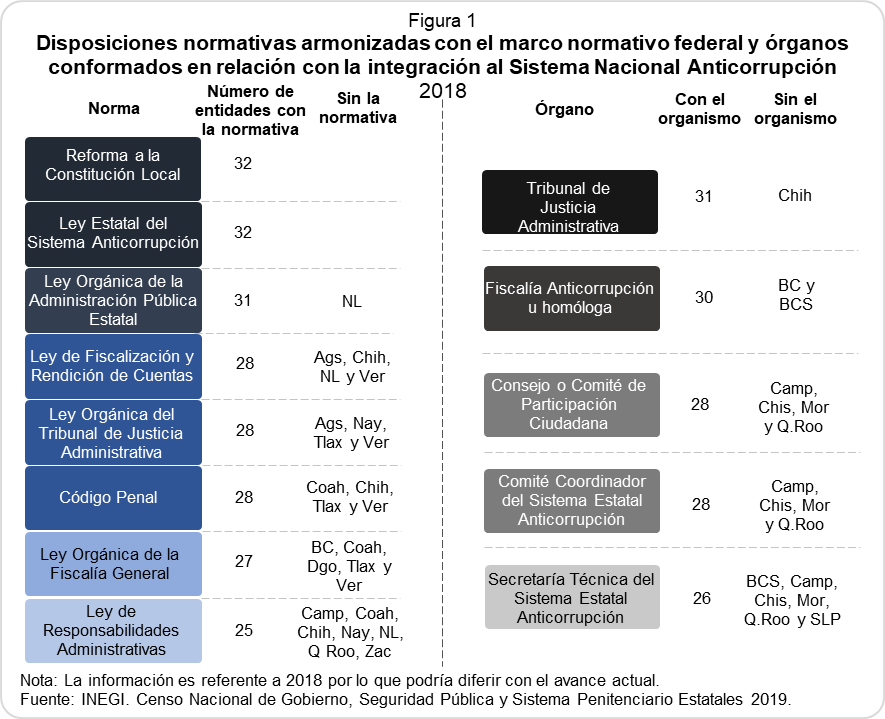 Figura 1
Disposiciones normativas armonizadas con el marco normativo federal y órganos
conformados en relación con la integración al Sistema Nacional Anticorrupción
2018
Norma
Número de
entidades con
la normativa
Sin la
normativa
Reforma a la
Constitución Local
32
Ley Estatal del
Sistema Anticorrupción
32
Ley Orgánica de la
Administración Pública
Estatal
31
NL
Ley de Fiscalización y
Rendición de Cuentas
28
Ags, Chih,
NL y Ver
Ley Orgánica del
Tribunal de Justicia
Administrativa
28
Ags, Nay,
Tlax y Ver
Código Penal
28
Coah, Chih,
Tlax y Ver
Ley Orgánica de la
Fiscalía General
27
BC, Coah,
Dgo, Tlax y
Ver
Ley de
Responsabilidades
Administrativas
25
Camp, Coah,
Chih, Nay, NL,
Q Roo, Zac
Órgano
Con el
organismo
Sin el
organismo
Tribunal de
Justicia
Administrativa
31
Chih
Fiscalía Anticorrupción
u homóloga
30
BC y
BCS
Consejo o Comité de
Participación
Ciudadana
28
Camp,
Chis, Mor
y Q.Roo
Comité Coordinador
del Sistema Estatal
Anticorrupción
28
Camp,
Chis, Mor
y Q.Roo
Secretaría Técnica del
Sistema Estatal
Anticorrupción
26
BCS, Camp,
Chis, Mor,
Q.Roo y SLP
Nota: La información es referente a 2018 por lo que podría diferir con el avance actual.
Fuente: INEGI. Censo Nacional de Gobierno, Seguridad Pública y Sistema Penitenciario Estatales 2019.